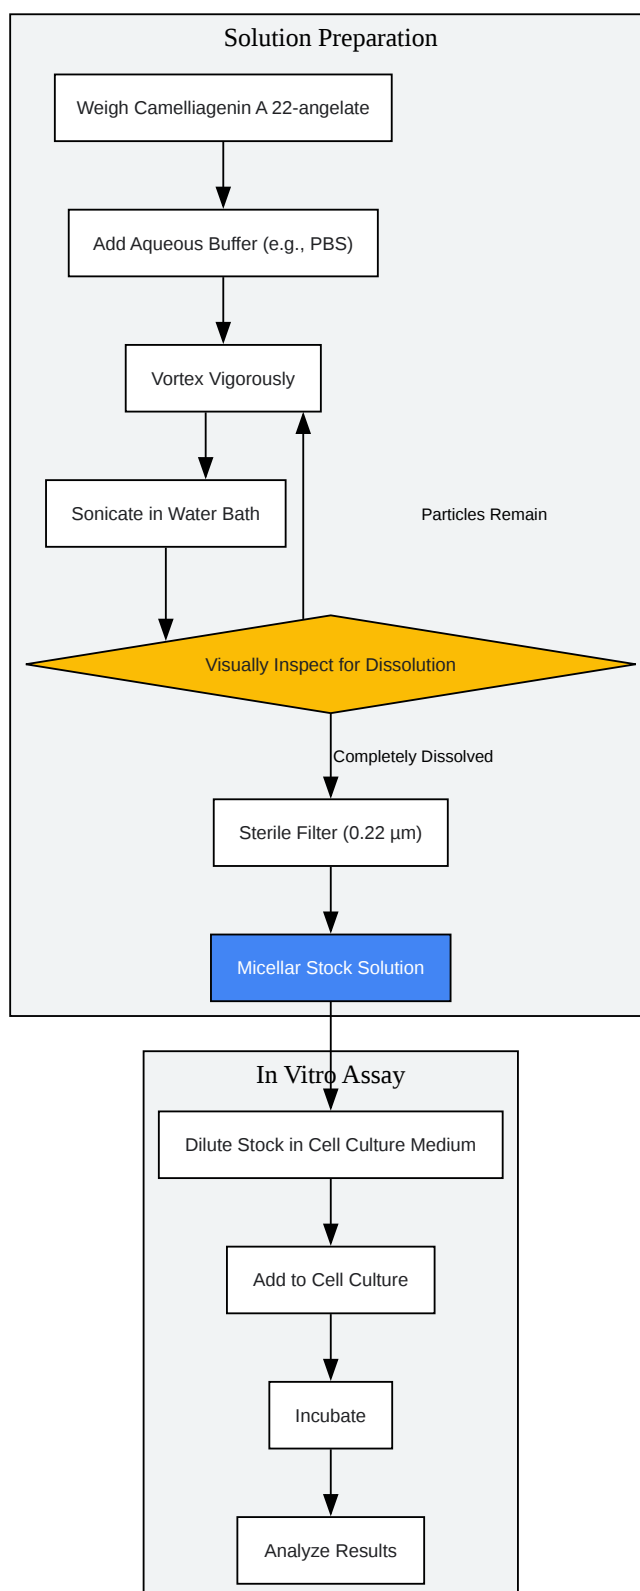 Solution Preparation
Weigh Camelliagenin A 22-angelate
Add Aqueous Buffer (e.g., PBS)
Vortex Vigorously
Sonicate in Water Bath
Particles Remain
Visually Inspect for Dissolution
Completely Dissolved
Sterile Filter (0.22 µm)
Micellar Stock Solution
In Vitro Assay
Dilute Stock in Cell Culture Medium
Add to Cell Culture
Incubate
Analyze Results